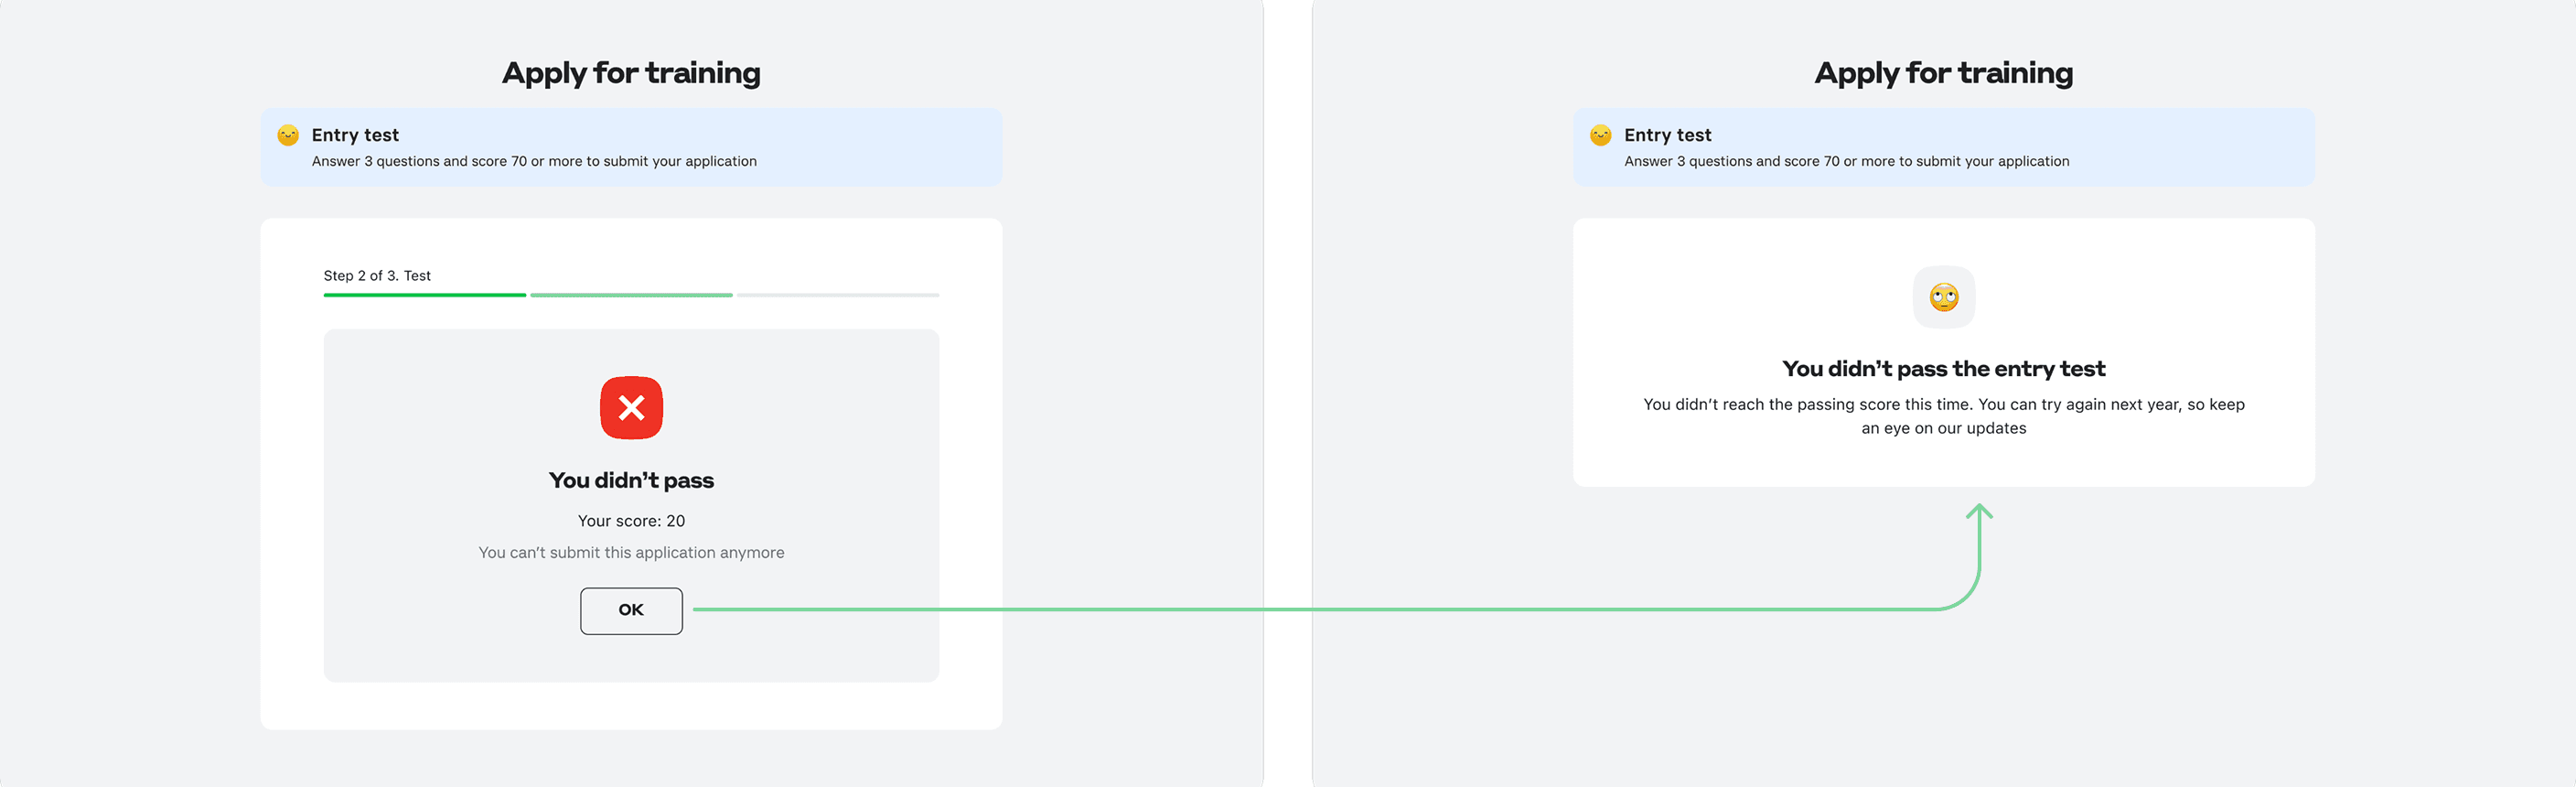 Apply for training
Entry test
Answer 3 questions and score 70 or more to submit your application
Step 2 of 3. Test
You didn’t pass
Your score: 20
You can’t submit this application anymore
OK
Apply for training
Entry test
Answer 3 questions and score 70 or more to submit your application
You didn’t pass the entry test
You didn’t reach the passing score this time. You can try again next year, so keep
an eye on our updates